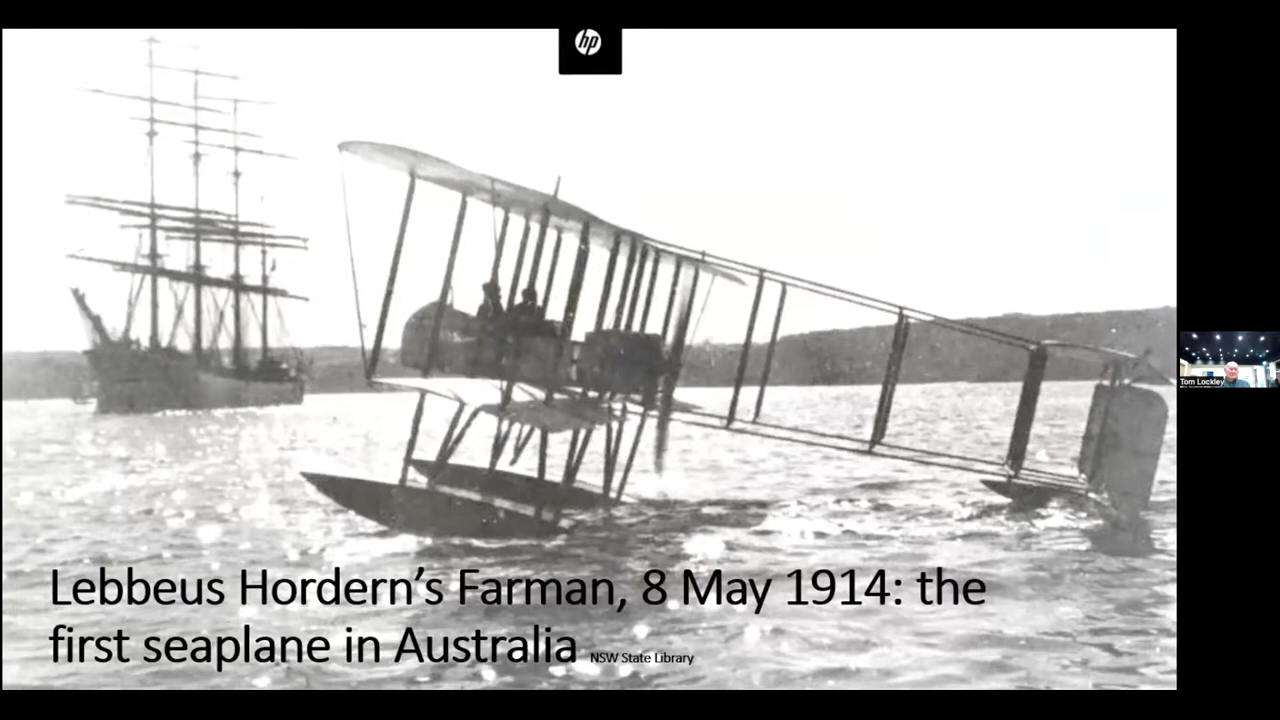 hp
Tom Lockley
Lebbeus Hordern’s Farman, 8 May 1914: the
first seaplane in Australia NSW State Library